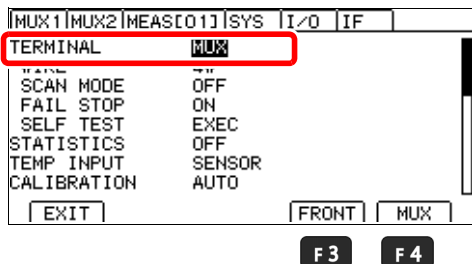 MUX1 MUX2 MEAS[01] SYS I/O IF
TERMINAL MUX
SCAN MODE OFF
FAIL STOP ON
SELF TEST EXEC
STATISTICS OFF
TEMP INPUT SENSOR
CALIBRATION AUTO
EXIT FRONT MUX
F3 F4